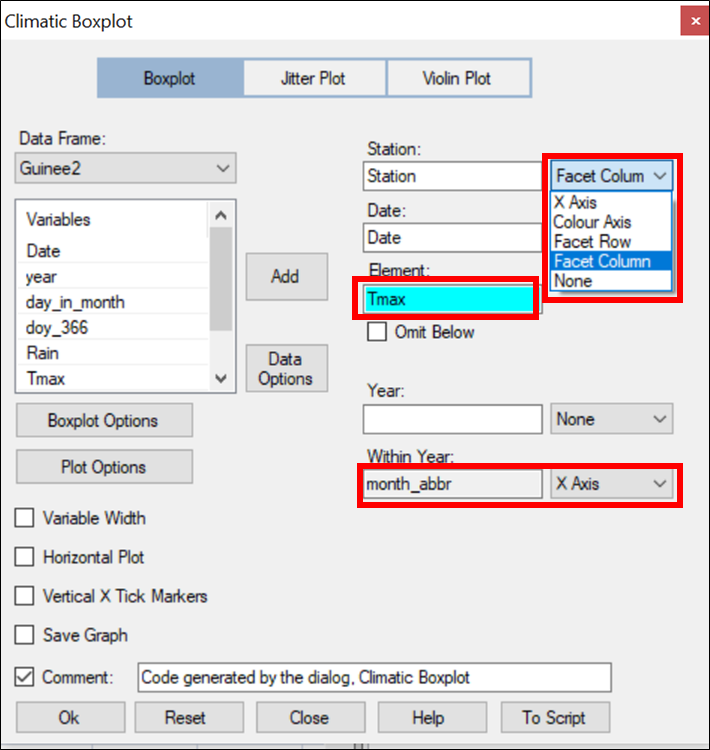 Climatic Boxplot
Boxplot
Jitter Plot
Violin Plot
Data Frame:
Guinee2
Variables
Date
year
day_in_month
doy_366
Rain
Tmax
Add
Data
Options
Boxplot Options
Plot Options
Station:
Station
Facet Colum
X Axis
Colour Axis
Facet Row
Facet Column
None
Date:
Date
Element:
Tmax
Omit Below
Year:
None
Within Year:
month_abbr
X Axis
Variable Width
Horizontal Plot
Vertical X Tick Markers
Save Graph
Comment:
Code generated by the dialog, Climatic Boxplot
Ok
Reset
Close
Help
To Script